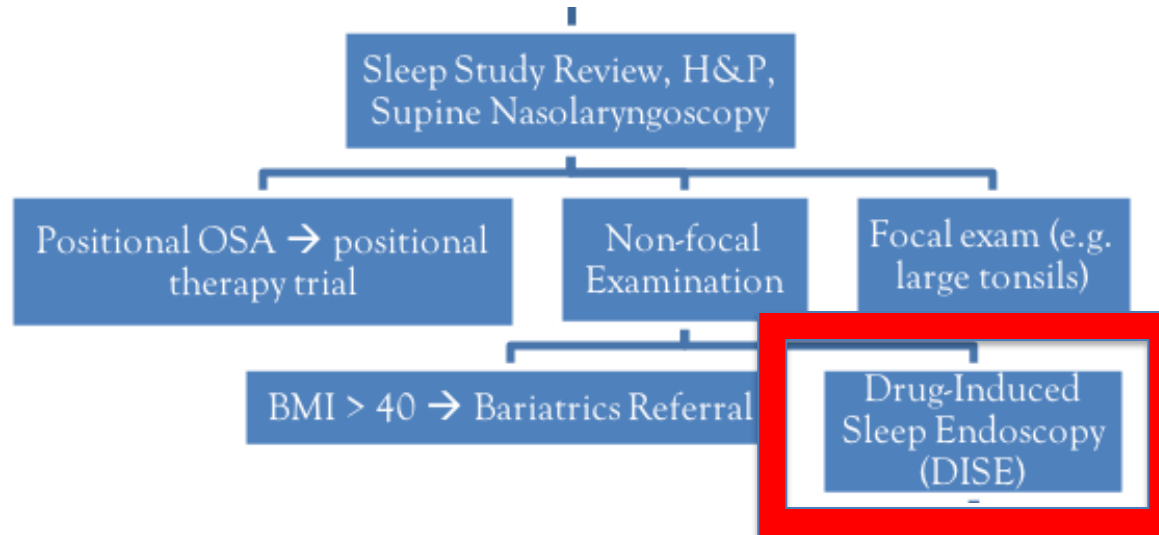 Sleep Study Review, H&P,
Supine Nasolaryngoscopy
Positional OSA → positional
therapy trial
Non-focal
Examination
Focal exam (e.g.
large tonsils)
BMI > 40 → Bariatrics Referral
Drug-Induced
Sleep Endoscopy
(DISE)